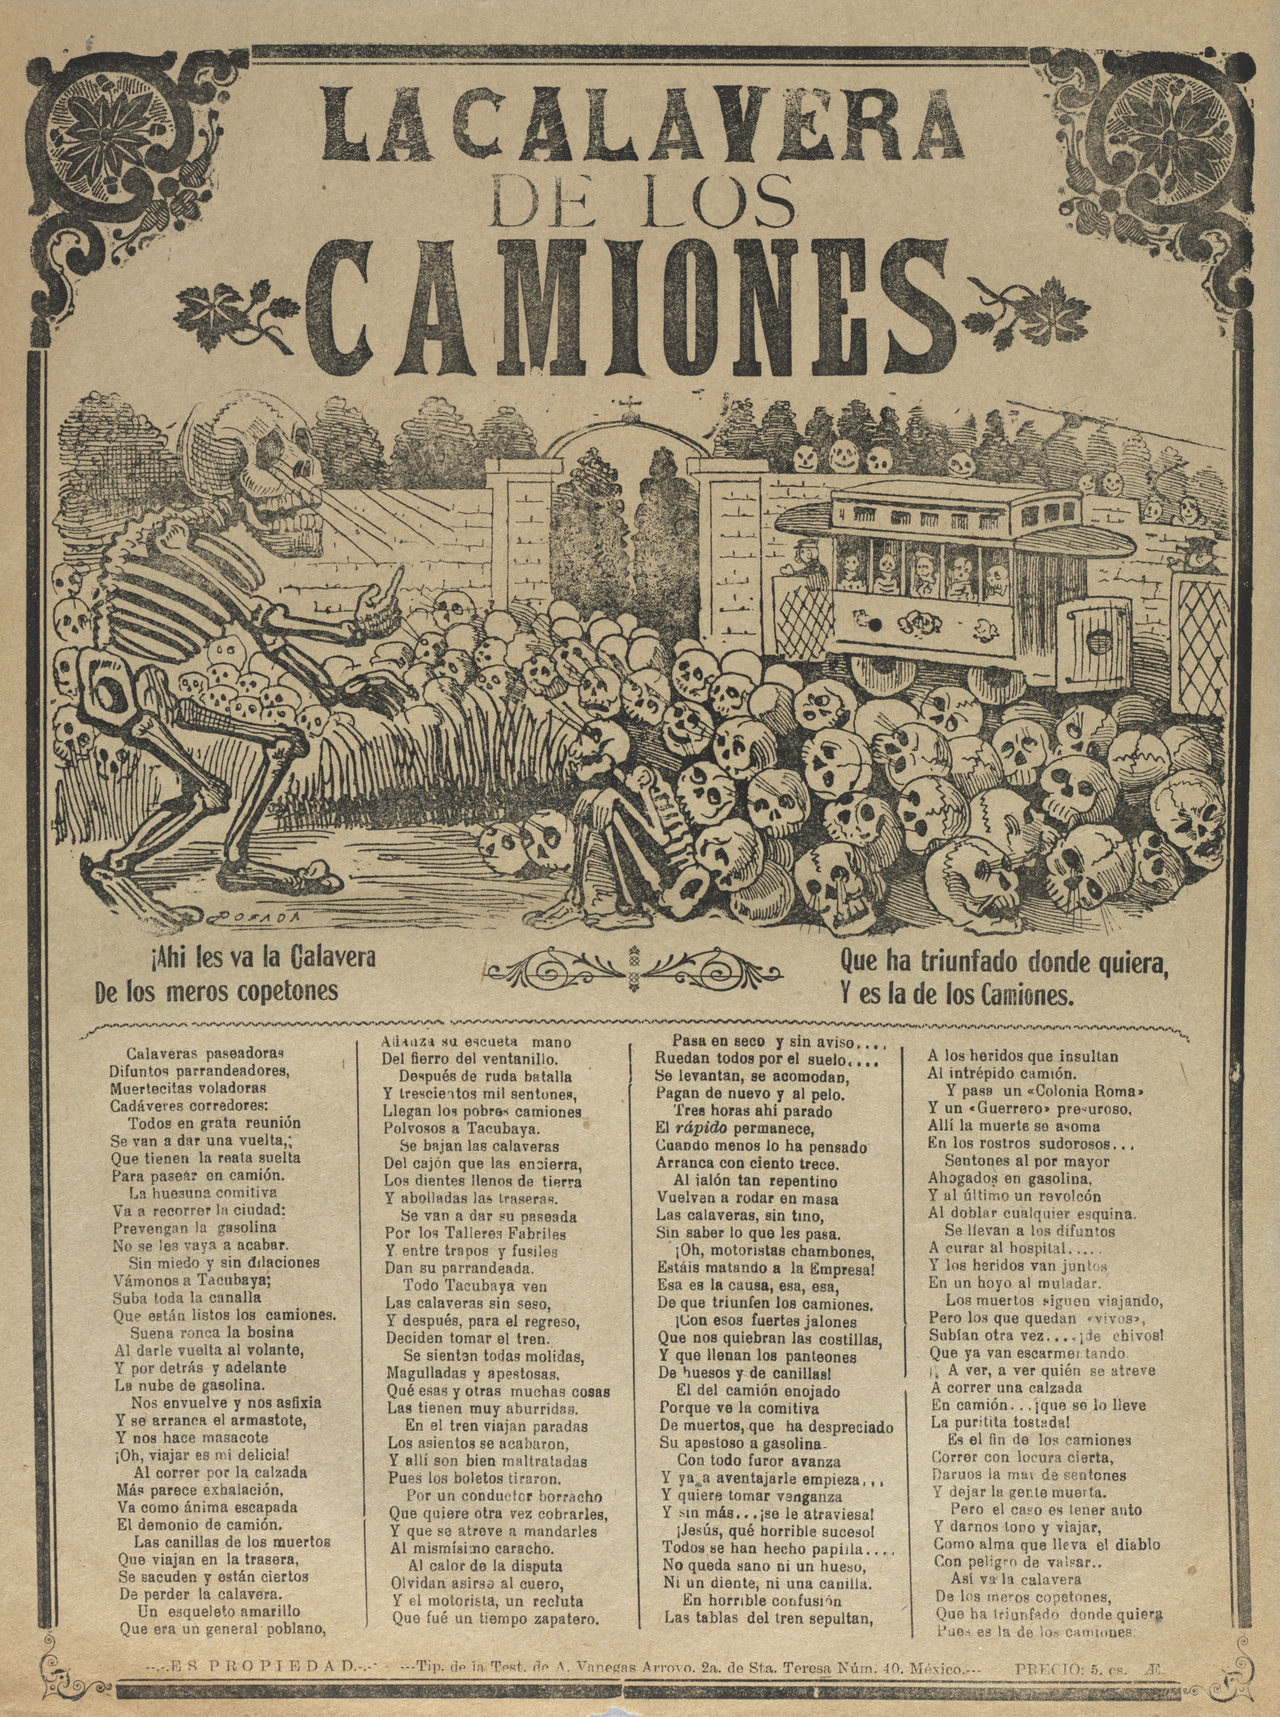 LA CALAVERA
DE LOS
CAMIONES
POSADA
¡Ahi les va la Calavera
De los meros copetones
Que ha triunfado donde quiera,
Y es la de los Camiones.
Calaveras paseadoras
Difuntos parrandeadores,
Muertecitas voladoras
Cadáveres corredores:
Todos en grata reunión
Se van a dar una vuelta,;
Que tienen la reata suelta
Para pasear en camión.
La huesuna comitiva
Va a recorrer la ciudad:
Prevengan la gasolina
No se les vaya a acabar.
Sin miedo y sin dilaciones
Vámonos a Tacubaya;
Suba toda la canalla
Que están listos los camiones.
Suena ronca la bosina
Al darle vuelta al volante,
Y por detrás y adelante
La nube de gasolina.
Nos envuelve y nos asfixia
Y se arranca el armastote,
Y nos hace masacote
¡Oh, viajar es mi delicia!
Al correr por la calzada
Más parece exhalación,
Va como ánima escapada
El demonio de camión.
Las canillas de los muertos
Que viajan en la trasera,
Se sacuden y están ciertos
De perder la calavera.
Un esqueleto amarillo
Que era un general poblano,
Afianza su escueta mano
Del fierro del ventanillo.
Después de ruda batalla
Y trescientos mil sentones,
Llegan los pobres camiones
Polvosos a Tacubaya.
Se bajan las calaveras
Del cajón que las encierra,
Los dientes llenos de tierra
Y abolladas las traseras.
Se van a dar su paseada
Por los Talleres Fabriles
Y entre trapos y fusiles
Dan su parrandeada.
Todo Tacubaya ven
Las calaveras sin seso,
Y después, para el regreso,
Deciden tomar el tren.
Se sientan todas molidas,
Magulladas y apestosas,
Qué esas y otras muchas cosas
Las tienen muy aburridas.
En el tren viajan paradas
Los asientos se acabaron,
Y allí son bien maltratadas
Pues los boletos tiraron.
Por un conductor borracho
Que quiere otra vez cobrarles,
Y que se atreve a mandarles
Al mismísimo caracho.
Al calor de la disputa
Olvidan asirse al cuero,
Y el motorista, un recluta
Que fué un tiempo zapatero.
Pasa en seco y sin aviso....
Ruedan todos por el suelo....
Se levantan, se acomodan,
Pagan de nuevo y al pelo.
Tres horas ahí parado
El rápido permanece,
Cuando menos lo ha pensado
Arranca con ciento trece.
Al jalón tan repentino
Vuelven a rodar en masa
Las calaveras, sin tino,
Sin saber lo que les pasa.
¡Oh, motoristas chambones,
Estáis matando a la Empresa!
Esa es la causa, esa, esa,
De que triunfen los camiones.
¡Con esos fuertes jalones
Que nos quiebran las costillas,
Y que llenan los panteones
De huesos y de canillas!
El del camión enojado
Porque ve la comitiva
De muertos, que ha despreciado
Su apestoso a gasolina.
Con todo furor avanza
Y ya a aventajarle empieza...
Y quiere tomar venganza
Y sin más...¡se le atraviesa!
¡Jesús, qué horrible suceso!
Todos se han hecho papilla....
No queda sano ni un hueso,
Ni un diente, ni una canilla.
En horrible confusión
Las tablas del tren sepultan,
A los heridos que insultan
Al intrépido camión.
Y pasa un «Colonia Roma»
Y un «Guerrero» presuroso,
Allí la muerte se asoma
En los rostros sudorosos...
Sentones al por mayor
Ahogados en gasolina,
Y al último un revolcón
Al doblar cualquier esquina.
Se llevan a los difuntos
A curar al hospital.....
Y los heridos van juntos
En un hoyo al muladar.
Los muertos siguen viajando,
Pero los que quedan «vivos»,
Subían otra vez....¡de chivos!
Que ya van escarmentando.
A ver, a ver quién se atreve
A correr una calzada
En camión...¡que se lo lleve
La puritita tostada!
Es el fin de los camiones
Correr con locura cierta,
Darnos la mar de sentones
Y dejar la gente muerta.
Pero el caso es tener auto
Y darnos tono y viajar,
Como alma que lleva el diablo
Con peligro de valsar..
Así va la calavera
De los meros copetones,
Que ha triunfado donde quiera
Pues es la de los camiones.
--.-.ES PROPIEDAD.-.- ---Tip. de la Test. de A. Vanegas Arroyo. 2a. de Sta. Teresa Núm. 40. México.--- PRECIO: 5. cs. Æ.